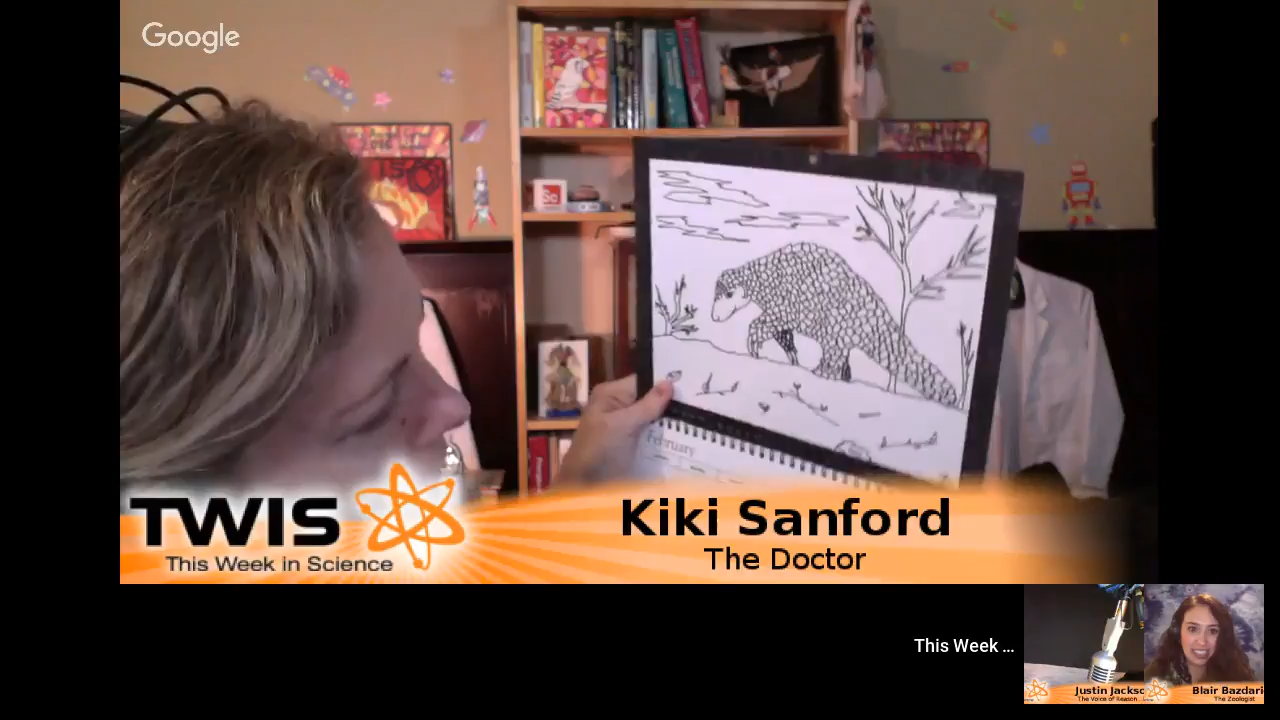 Google
Sc
February
TWIS
This Week in Science
Kiki Sanford
The Doctor
This Week ...
Justin Jackso
The Voice of Reason
Blair Bazdari
The Zoologist